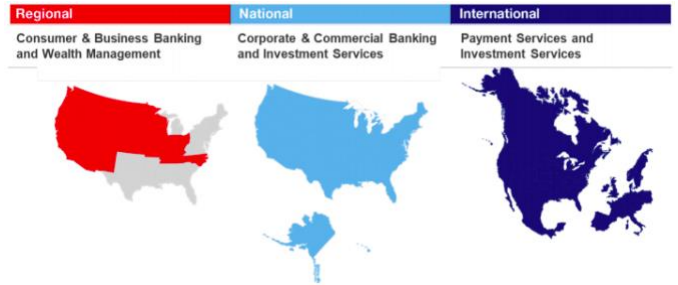 Regional
Consumer & Business Banking
and Wealth Management
National
Corporate & Commercial Banking
and Investment Services
International
Payment Services and
Investment Services